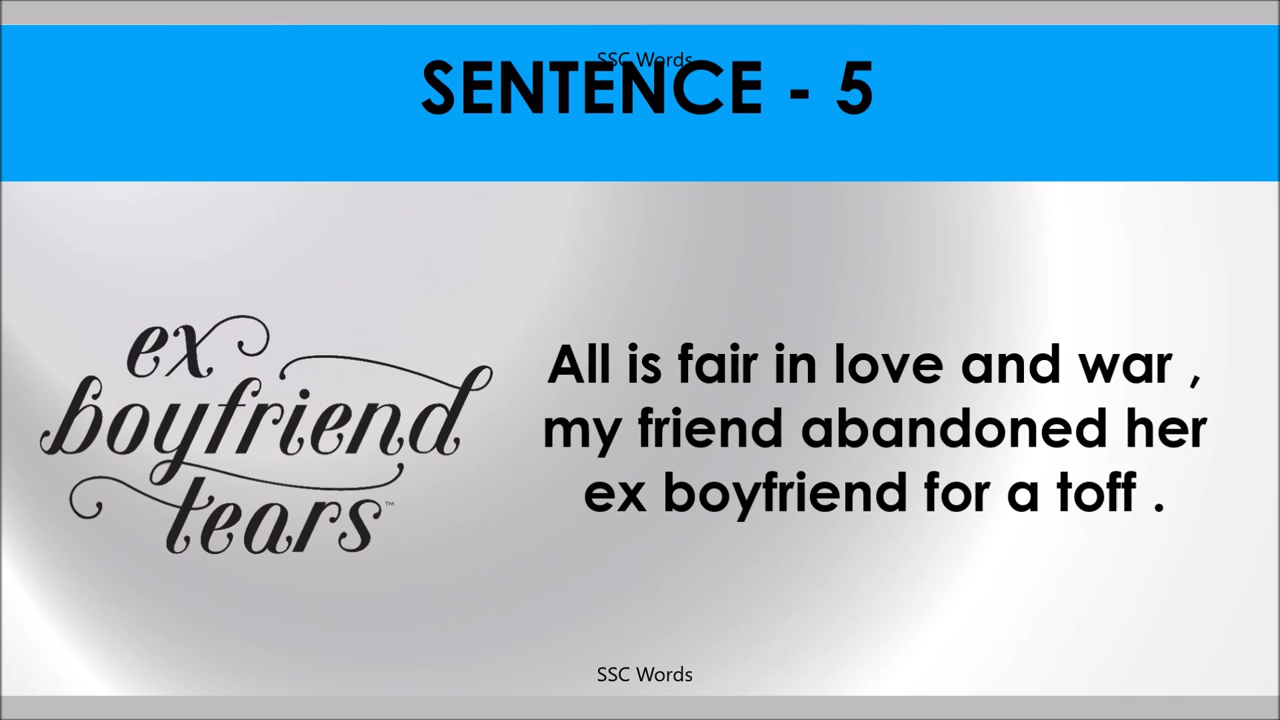 SSC Words
SENTENCE - 5
ex
boyfriend
tears™
All is fair in love and war ,
my friend abandoned her
ex boyfriend for a toff .
SSC Words